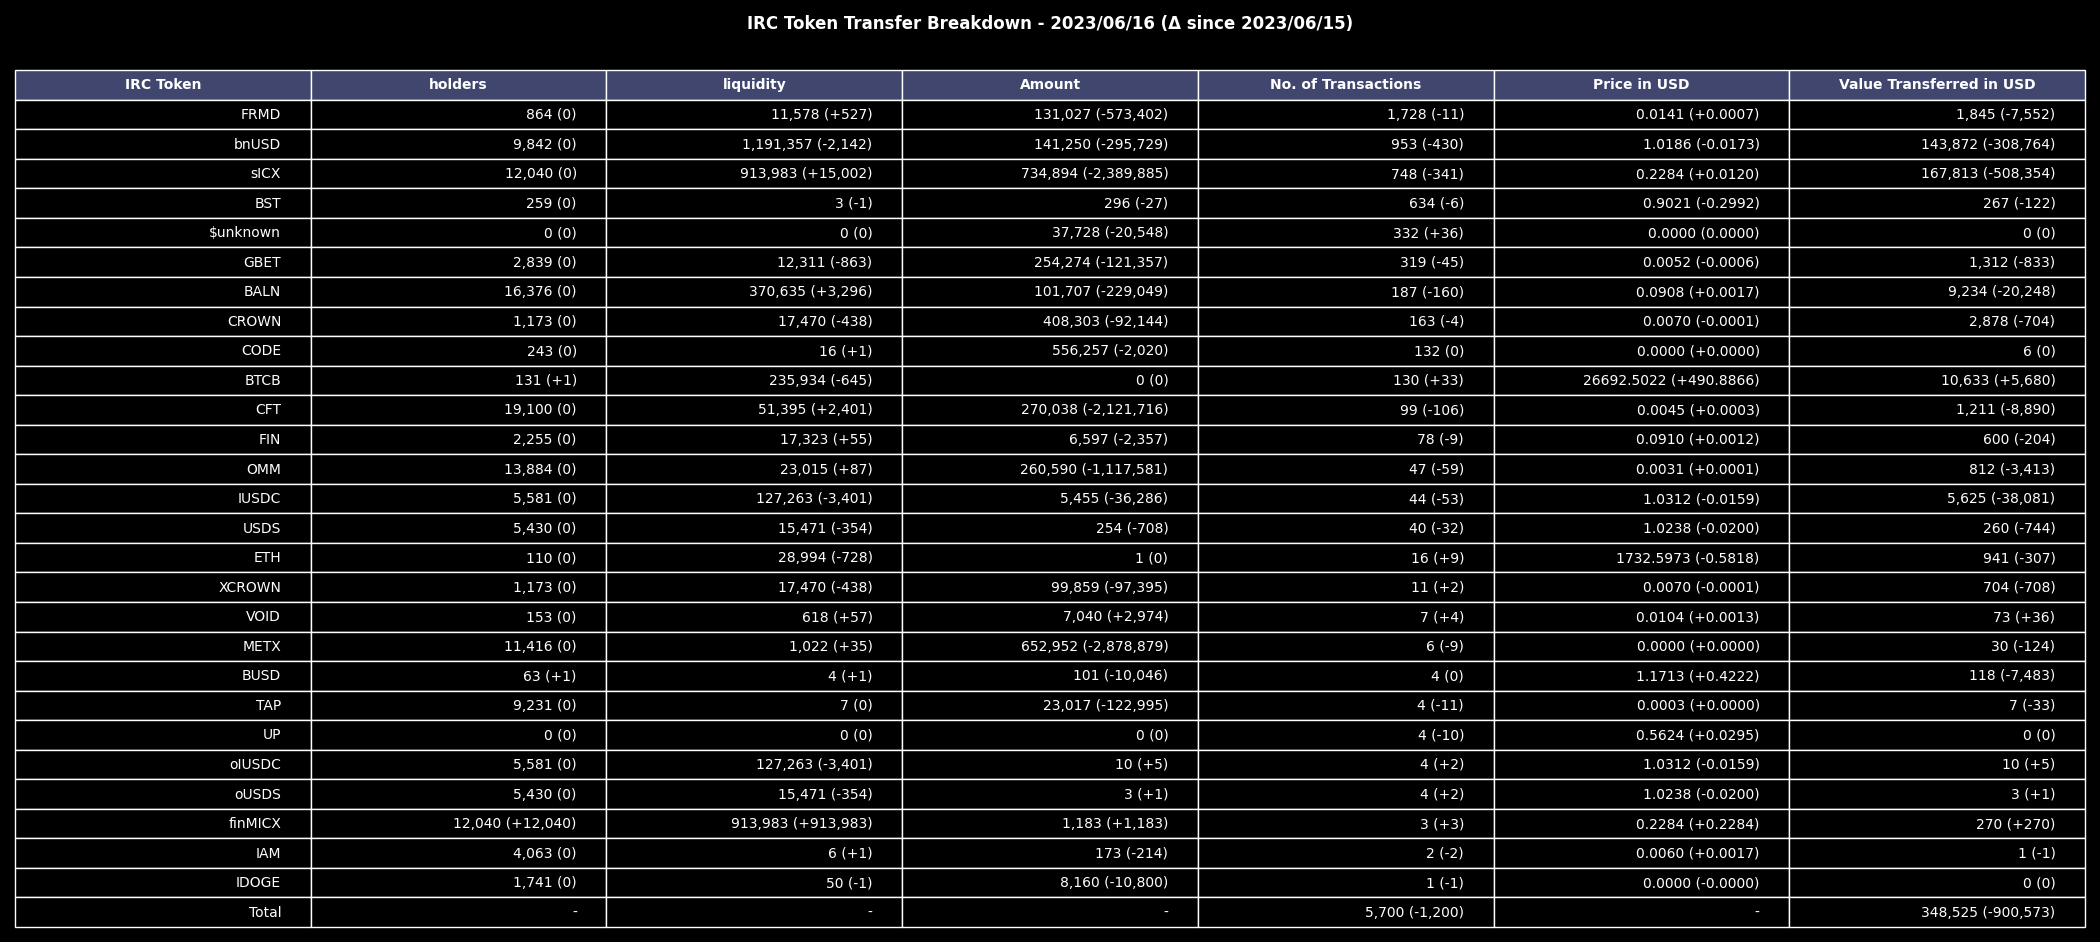 IRC Token Transfer Breakdown - 2023/06/16 (Δ since 2023/06/15)
IRC Token holders liquidity Amount No. of Transactions Price in USD Value Transferred in USD
FRMD 864 (0) 11,578 (+527) 131,027 (-573,402) 1,728 (-11) 0.0141 (+0.0007) 1,845 (-7,552)
bnUSD 9,842 (0) 1,191,357 (-2,142) 141,250 (-295,729) 953 (-430) 1.0186 (-0.0173) 143,872 (-308,764)
sICX 12,040 (0) 913,983 (+15,002) 734,894 (-2,389,885) 748 (-341) 0.2284 (+0.0120) 167,813 (-508,354)
BST 259 (0) 3 (-1) 296 (-27) 634 (-6) 0.9021 (-0.2992) 267 (-122)
$unknown 0 (0) 0 (0) 37,728 (-20,548) 332 (+36) 0.0000 (0.0000) 0 (0)
GBET 2,839 (0) 12,311 (-863) 254,274 (-121,357) 319 (-45) 0.0052 (-0.0006) 1,312 (-833)
BALN 16,376 (0) 370,635 (+3,296) 101,707 (-229,049) 187 (-160) 0.0908 (+0.0017) 9,234 (-20,248)
CROWN 1,173 (0) 17,470 (-438) 408,303 (-92,144) 163 (-4) 0.0070 (-0.0001) 2,878 (-704)
CODE 243 (0) 16 (+1) 556,257 (-2,020) 132 (0) 0.0000 (+0.0000) 6 (0)
BTCB 131 (+1) 235,934 (-645) 0 (0) 130 (+33) 26692.5022 (+490.8866) 10,633 (+5,680)
CFT 19,100 (0) 51,395 (+2,401) 270,038 (-2,121,716) 99 (-106) 0.0045 (+0.0003) 1,211 (-8,890)
FIN 2,255 (0) 17,323 (+55) 6,597 (-2,357) 78 (-9) 0.0910 (+0.0012) 600 (-204)
OMM 13,884 (0) 23,015 (+87) 260,590 (-1,117,581) 47 (-59) 0.0031 (+0.0001) 812 (-3,413)
IUSDC 5,581 (0) 127,263 (-3,401) 5,455 (-36,286) 44 (-53) 1.0312 (-0.0159) 5,625 (-38,081)
USDS 5,430 (0) 15,471 (-354) 254 (-708) 40 (-32) 1.0238 (-0.0200) 260 (-744)
ETH 110 (0) 28,994 (-728) 1 (0) 16 (+9) 1732.5973 (-0.5818) 941 (-307)
XCROWN 1,173 (0) 17,470 (-438) 99,859 (-97,395) 11 (+2) 0.0070 (-0.0001) 704 (-708)
VOID 153 (0) 618 (+57) 7,040 (+2,974) 7 (+4) 0.0104 (+0.0013) 73 (+36)
METX 11,416 (0) 1,022 (+35) 652,952 (-2,878,879) 6 (-9) 0.0000 (+0.0000) 30 (-124)
BUSD 63 (+1) 4 (+1) 101 (-10,046) 4 (0) 1.1713 (+0.4222) 118 (-7,483)
TAP 9,231 (0) 7 (0) 23,017 (-122,995) 4 (-11) 0.0003 (+0.0000) 7 (-33)
UP 0 (0) 0 (0) 0 (0) 4 (-10) 0.5624 (+0.0295) 0 (0)
oIUSDC 5,581 (0) 127,263 (-3,401) 10 (+5) 4 (+2) 1.0312 (-0.0159) 10 (+5)
oUSDS 5,430 (0) 15,471 (-354) 3 (+1) 4 (+2) 1.0238 (-0.0200) 3 (+1)
finMICX 12,040 (+12,040) 913,983 (+913,983) 1,183 (+1,183) 3 (+3) 0.2284 (+0.2284) 270 (+270)
IAM 4,063 (0) 6 (+1) 173 (-214) 2 (-2) 0.0060 (+0.0017) 1 (-1)
IDOGE 1,741 (0) 50 (-1) 8,160 (-10,800) 1 (-1) 0.0000 (-0.0000) 0 (0)
Total - - - 5,700 (-1,200) - 348,525 (-900,573)